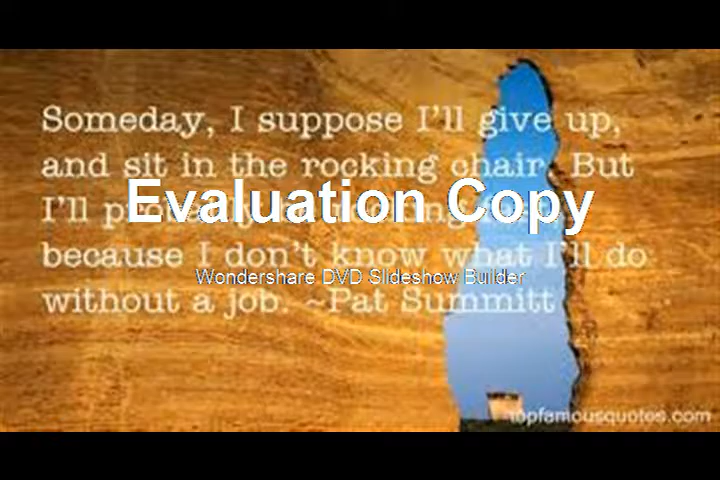 Someday, I suppose I'll give up,
and sit in the rocking chair. But
I'll
Evaluation Copy
because I don't know what I'll do
Wondershare DVD Slideshow Builder
without a job. ~Pat Summitt
topfamousquotes.com